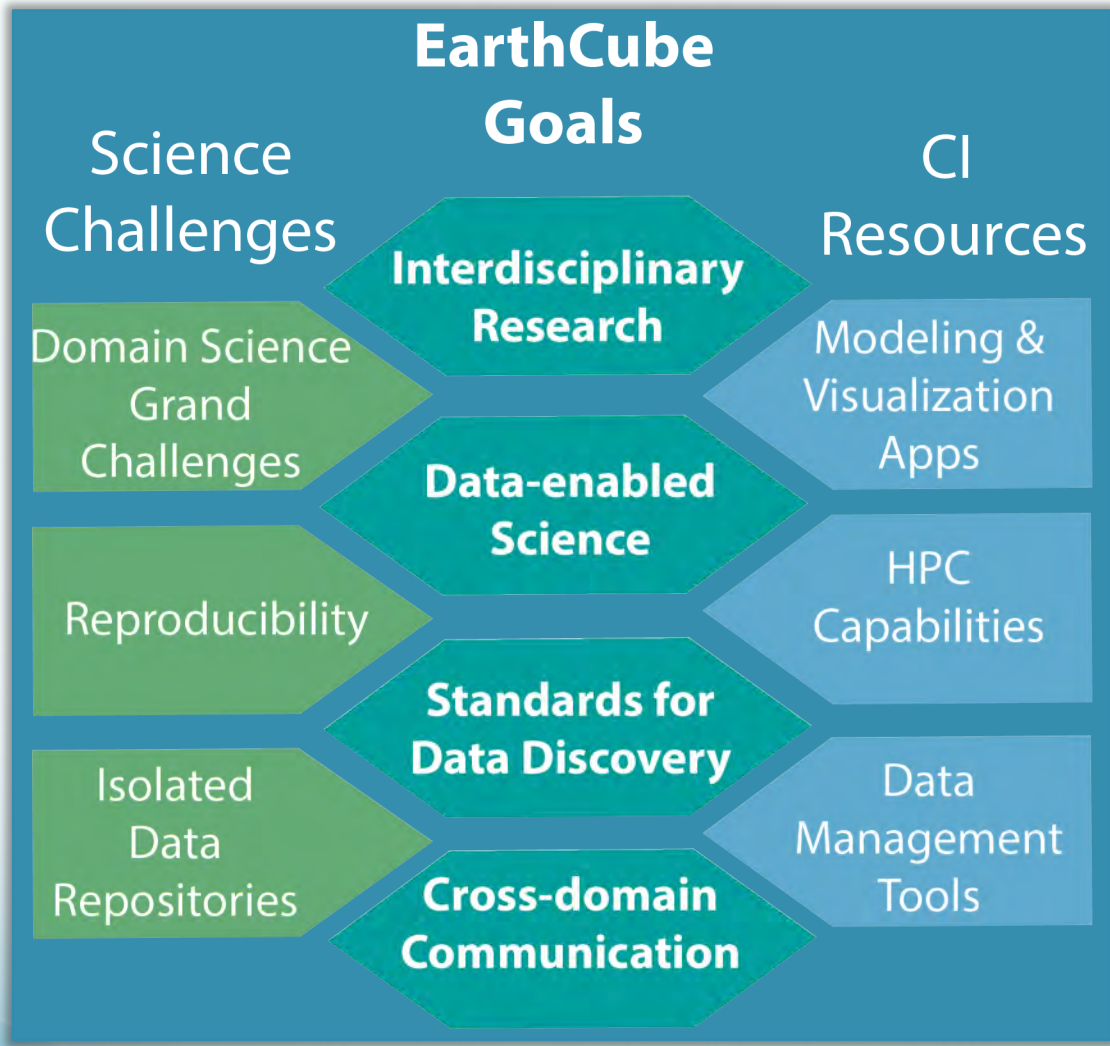 EarthCube
Goals
Science
Challenges
CI
Resources
Interdisciplinary
Research
Domain Science
Grand
Challenges
Modeling &
Visualization
Apps
Data-enabled
Science
Reproducibility
HPC
Capabilities
Standards for
Data Discovery
Isolated
Data
Repositories
Data
Management
Tools
Cross-domain
Communication